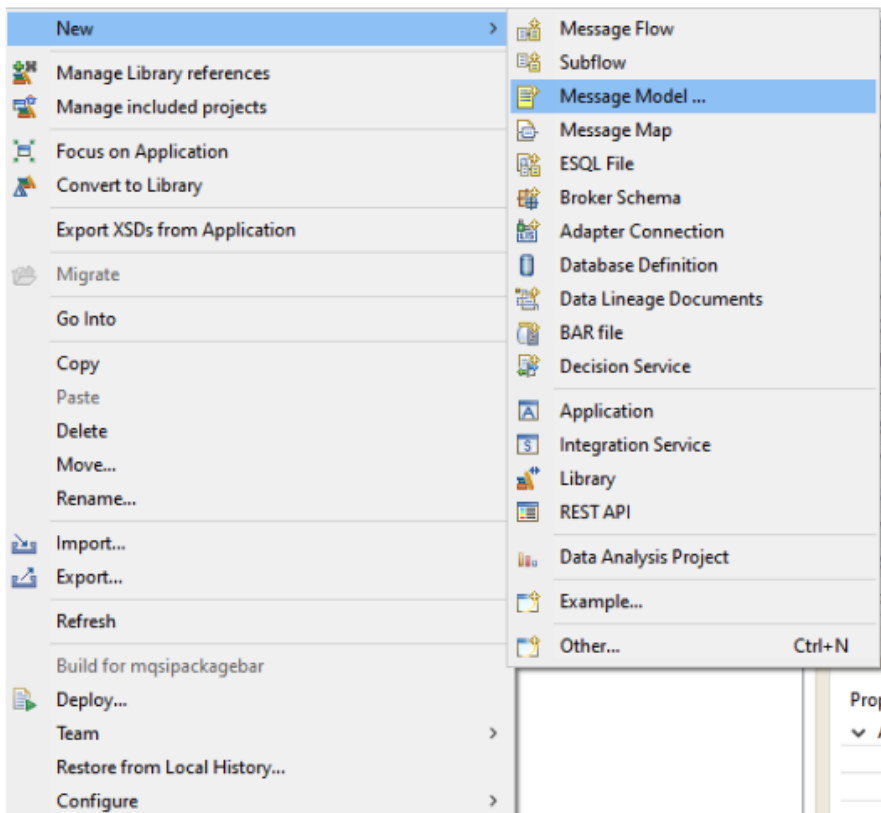 New
Manage Library references
Manage included projects
Focus on Application
Convert to Library
Export XSDs from Application
Migrate
Go Into
Copy
Paste
Delete
Move...
Rename...
Import...
Export...
Refresh
Build for mqsipackagebar
Deploy...
Team
Restore from Local History...
Configure
Message Flow
Subflow
Message Model ...
Message Map
ESQL File
Broker Schema
Adapter Connection
Database Definition
Data Lineage Documents
BAR file
Decision Service
Application
Integration Service
Library
REST API
Data Analysis Project
Example...
Other... Ctrl+N
Prop